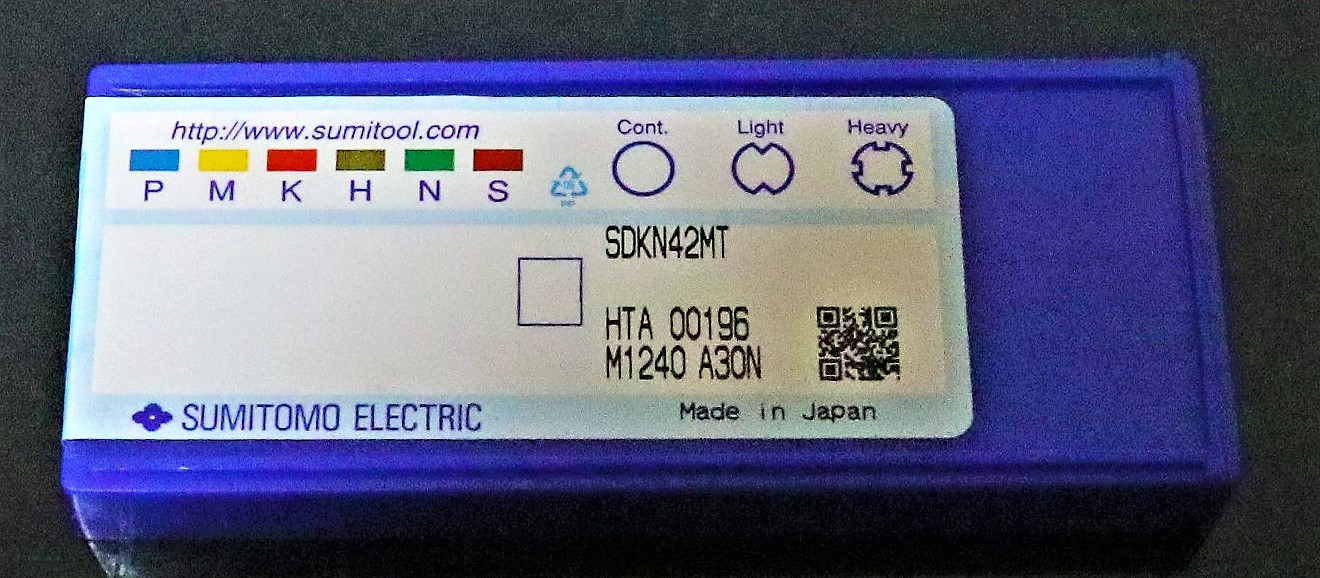 http://www.sumitool.com
P M K H N S
Cont. Light Heavy
SDKN42MT
HTA 00196
M1240 A30N
SUMITOMO ELECTRIC
Made in Japan